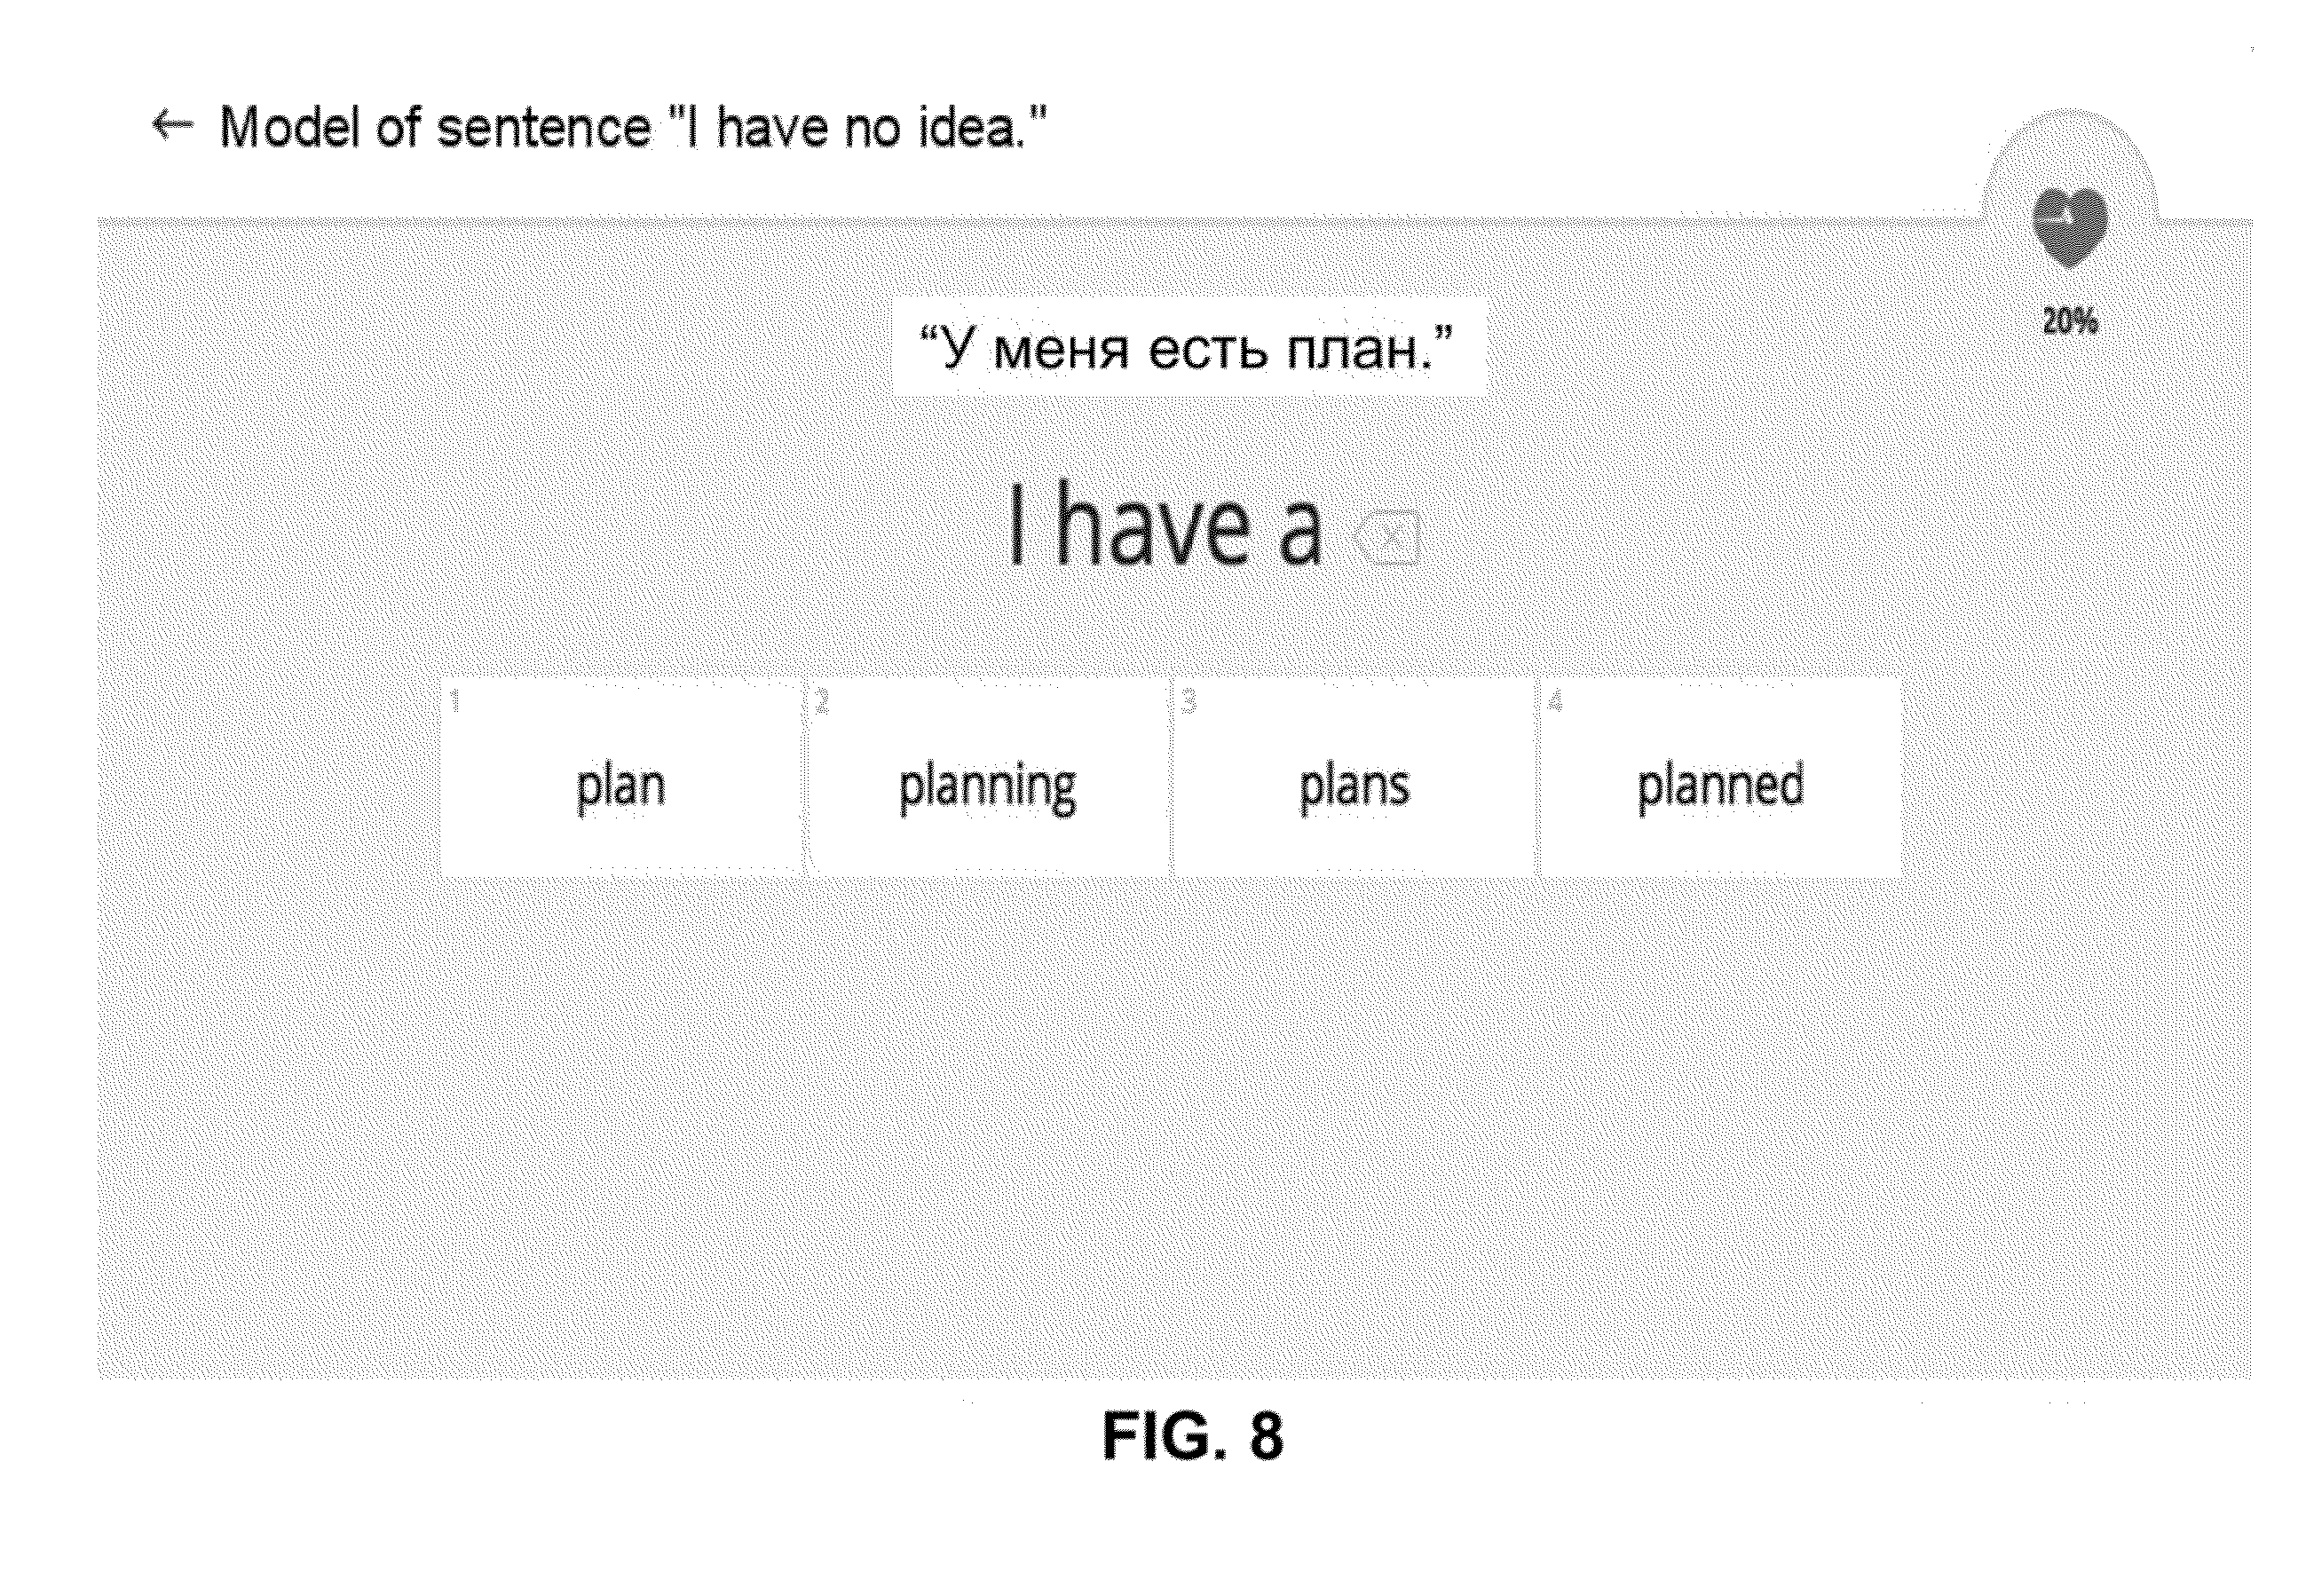 ← Model of sentence "I have no idea."
20%
“У меня есть план.”
I have a
1 2 3 4
plan planning plans planned
FIG. 8